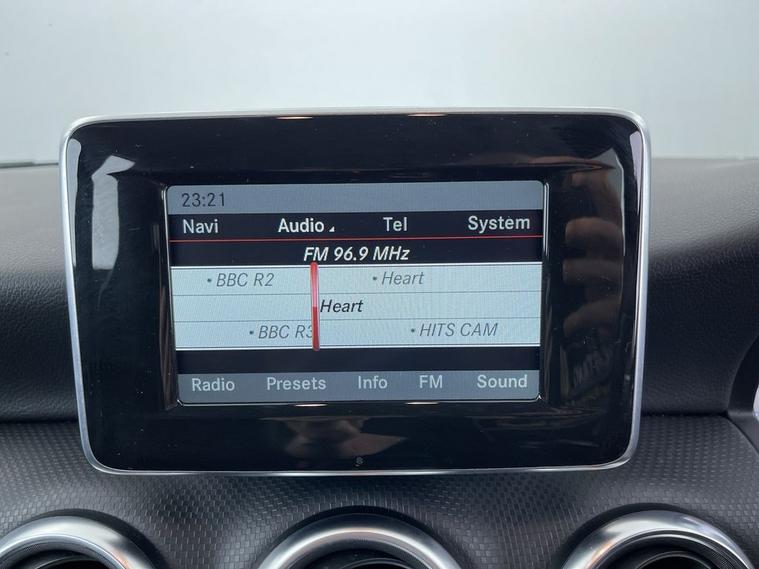 23:21
Navi Audio Tel System
FM 96.9 MHz
• BBC R2 • Heart
Heart
• BBC R3 • HITS CAM
Radio Presets Info FM Sound